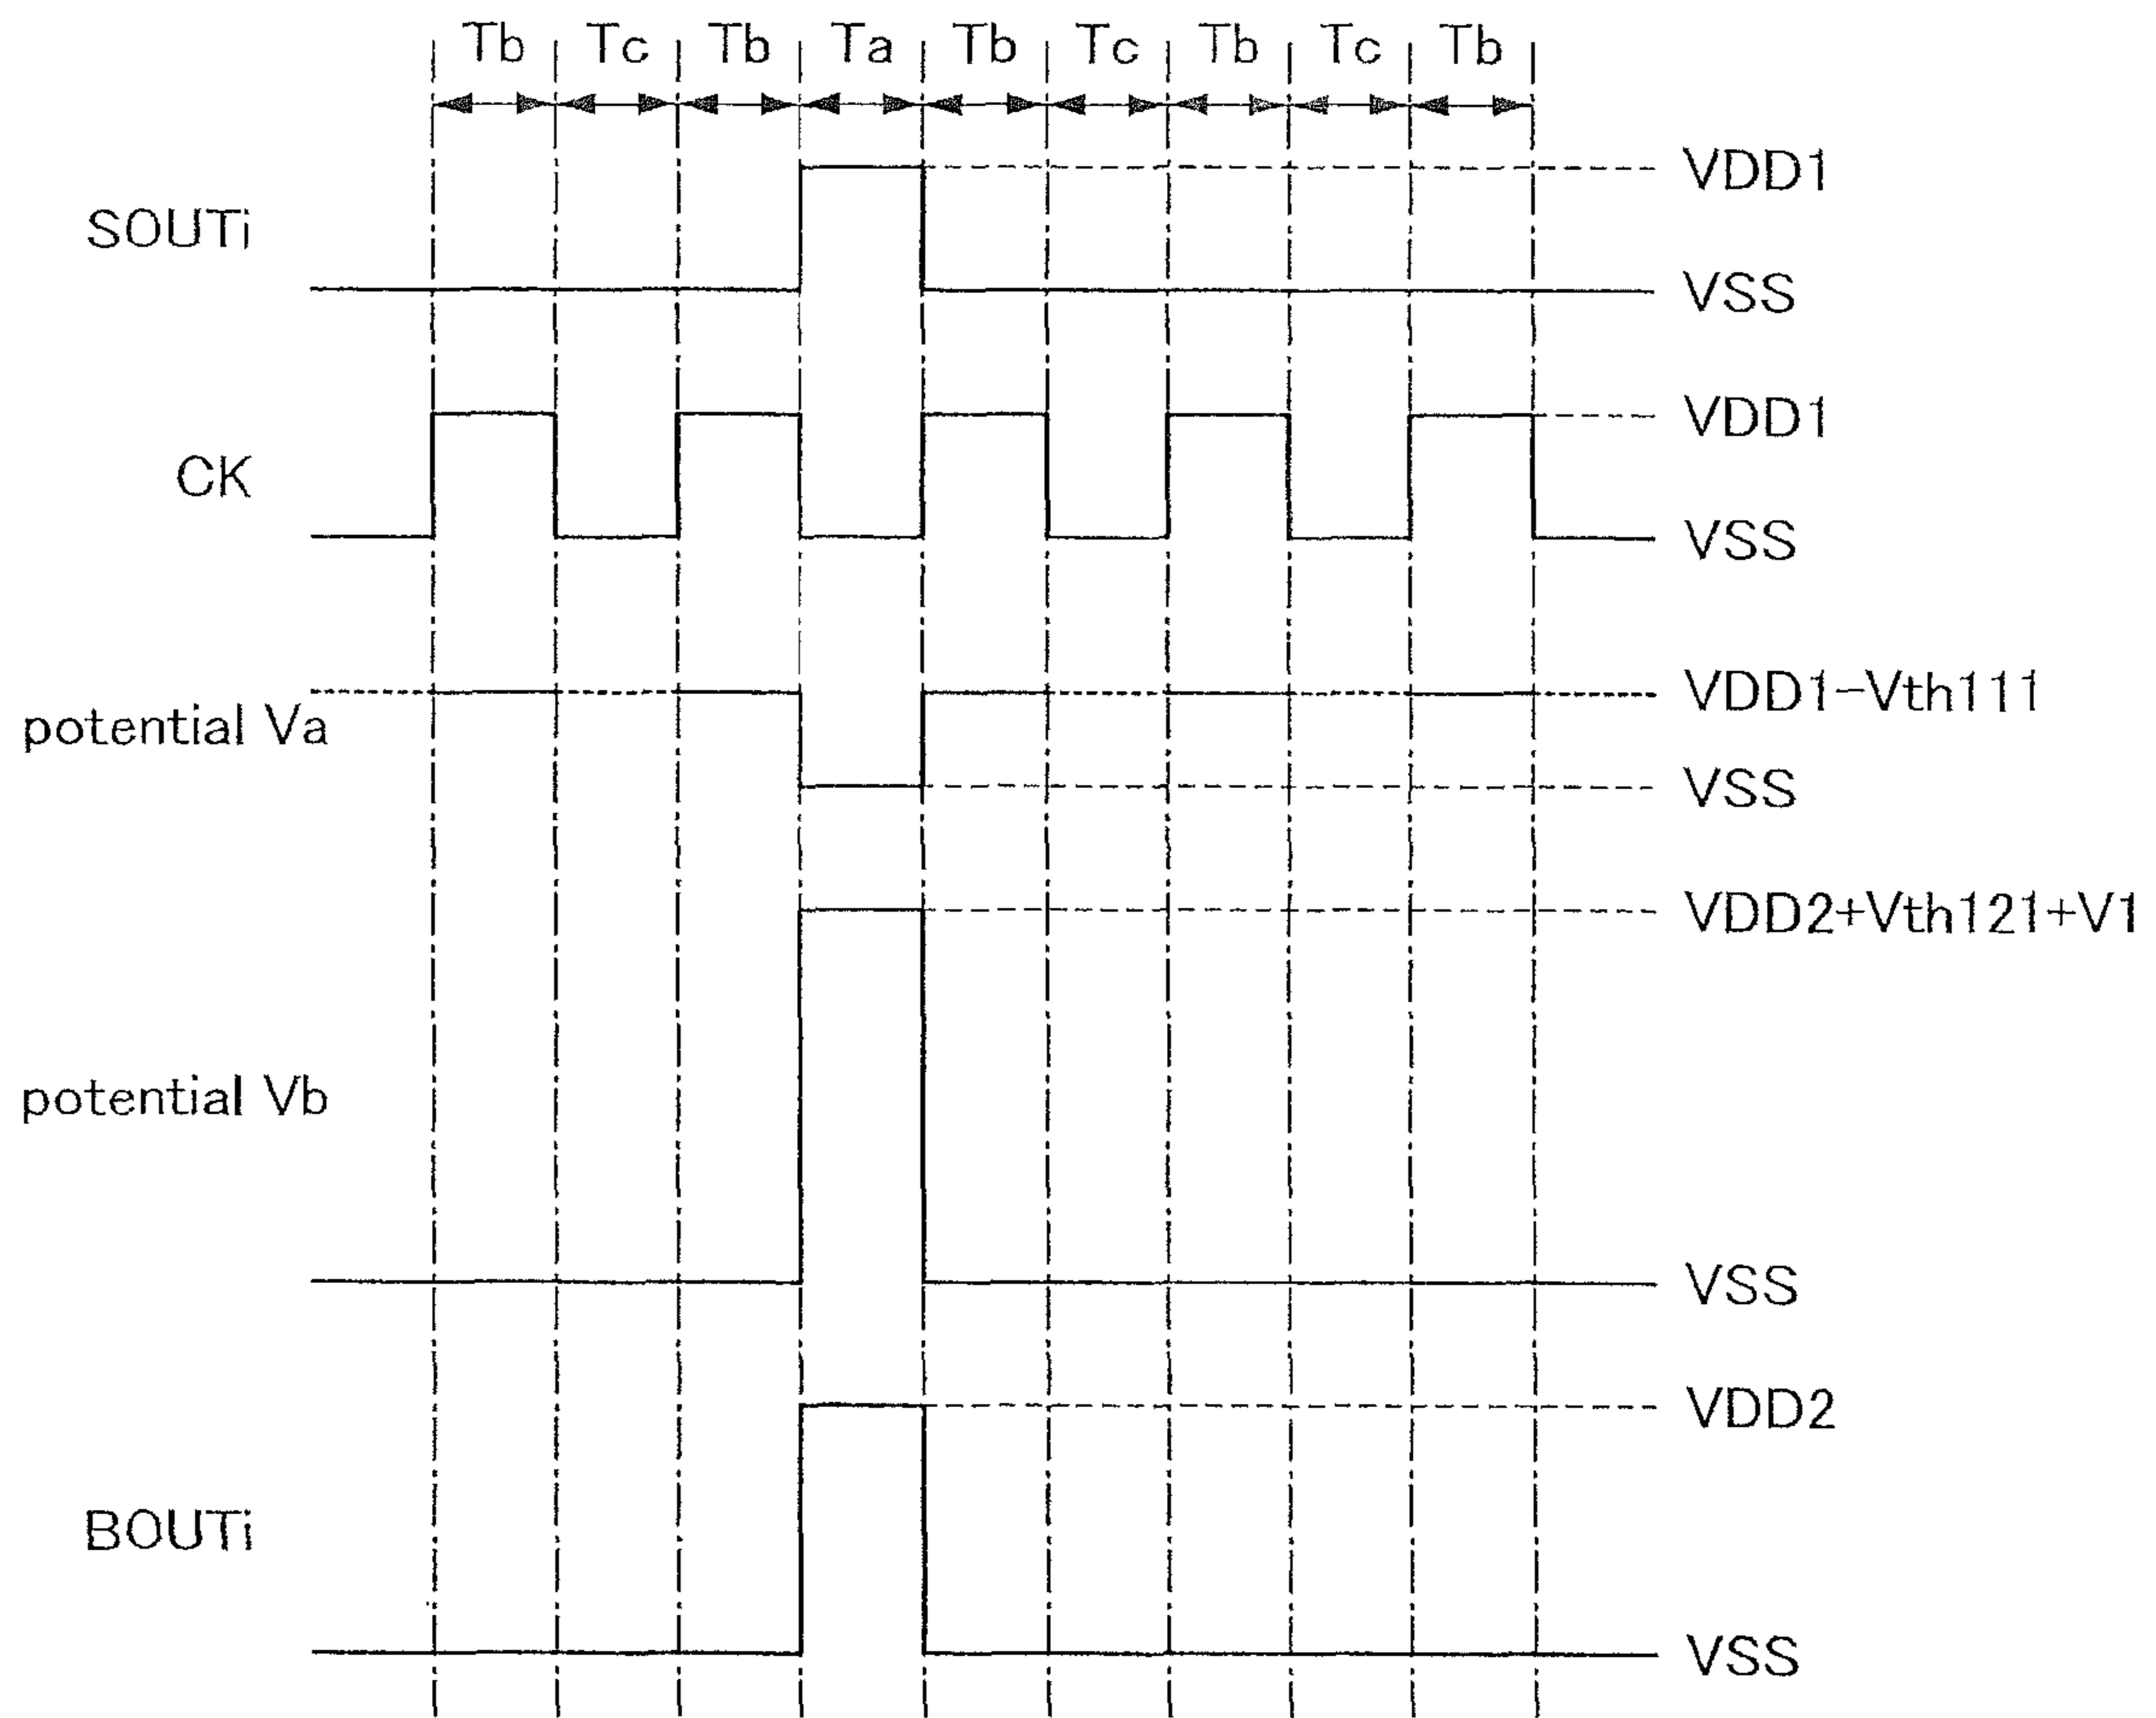 Tb Tc Tb Ta Tb Tc Tb Tc Tb
VDD1
SOUTi
VSS
VDD1
CK
VSS
VDD1-Vth111
potential Va
VSS
VDD2+Vth121+V1
potential Vb
VSS
VDD2
BOUTi
VSS